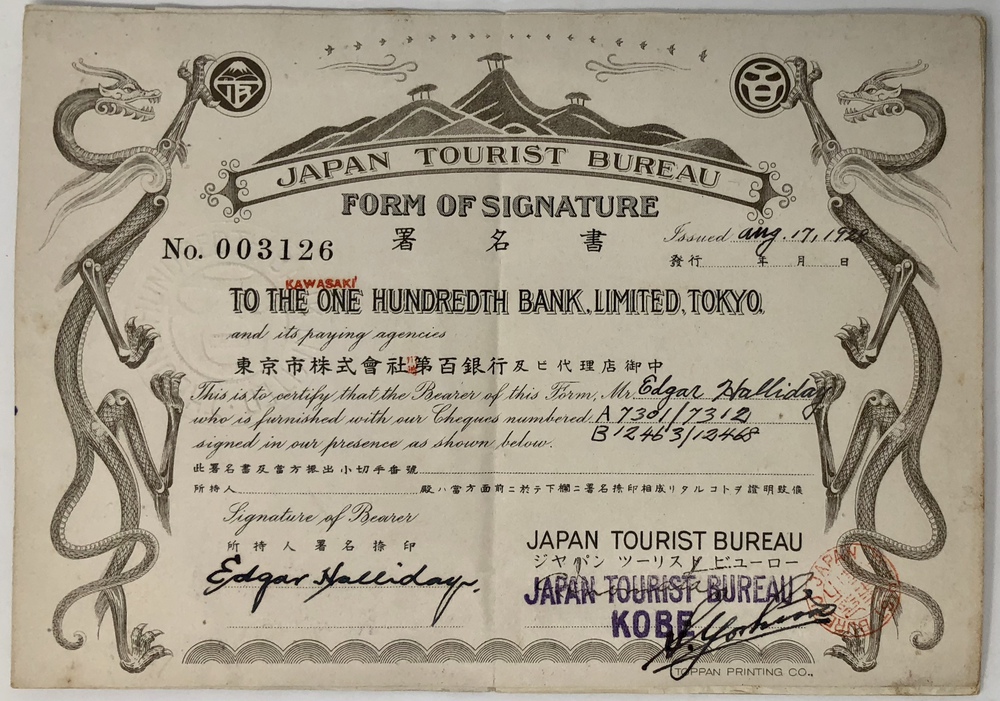 JAPAN TOURIST BUREAU
FORM OF SIGNATURE
署名書
No. 003126
Issued Aug. 17, 1928
發行 年 月 日
KAWASAKI
TO THE ONE HUNDREDTH BANK, LIMITED, TOKYO,
and its paying agencies
東京市株式會社第百銀行及ヒ代理店御中
This is to certify that the Bearer of this Form, Mr. Edgar Halliday
who is furnished with our Cheques numbered A 7301/7312
B 12463/12468
signed in our presence as shown below.
此署名書及當方振出小切手番號
所持人 殿ハ當方面前ニ於テ下欄ニ署名捺印相成リタルコトヲ證明致候
Signature of Bearer
所持人署名捺印
Edgar Halliday.
JAPAN TOURIST BUREAU
ジヤパン ツーリスト ビユーロー
JAPAN TOURIST BUREAU
KOBE
TOPPAN PRINTING CO.,